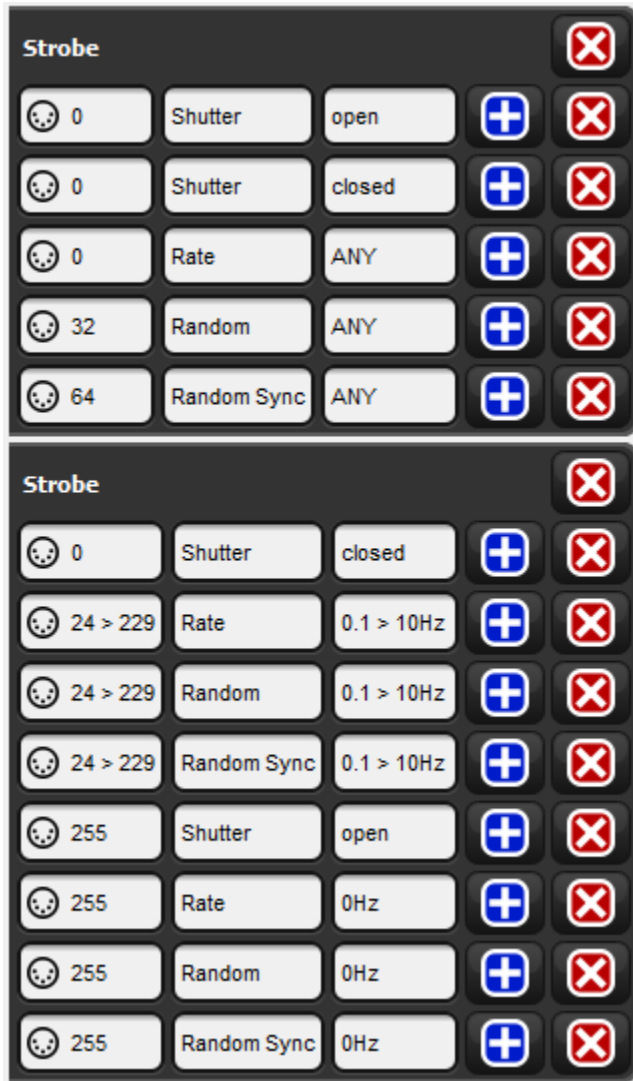 Strobe
0 Shutter open
0 Shutter closed
0 Rate ANY
32 Random ANY
64 Random Sync ANY
Strobe
0 Shutter closed
24 > 229 Rate 0.1 > 10Hz
24 > 229 Random 0.1 > 10Hz
24 > 229 Random Sync 0.1 > 10Hz
255 Shutter open
255 Rate 0Hz
255 Random 0Hz
255 Random Sync 0Hz